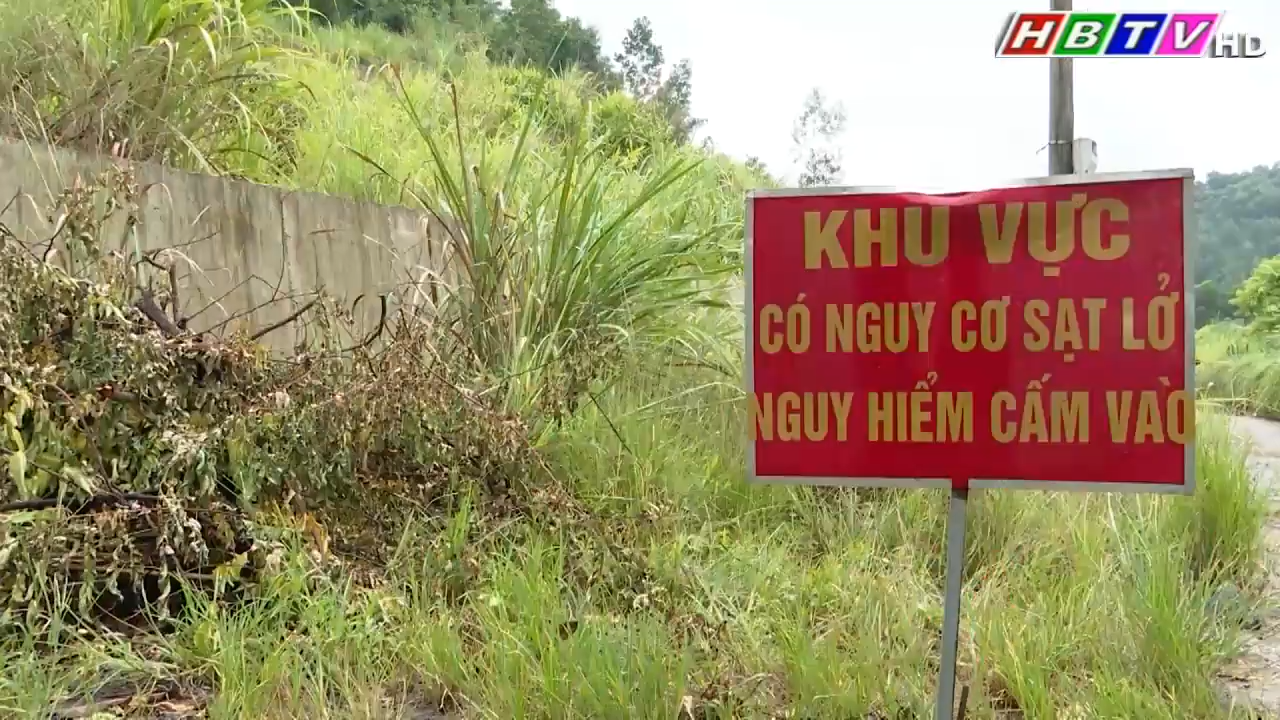 HBTV HD
KHU VỰC
CÓ NGUY CƠ SẠT LỞ
NGUY HIỂM CẤM VÀO